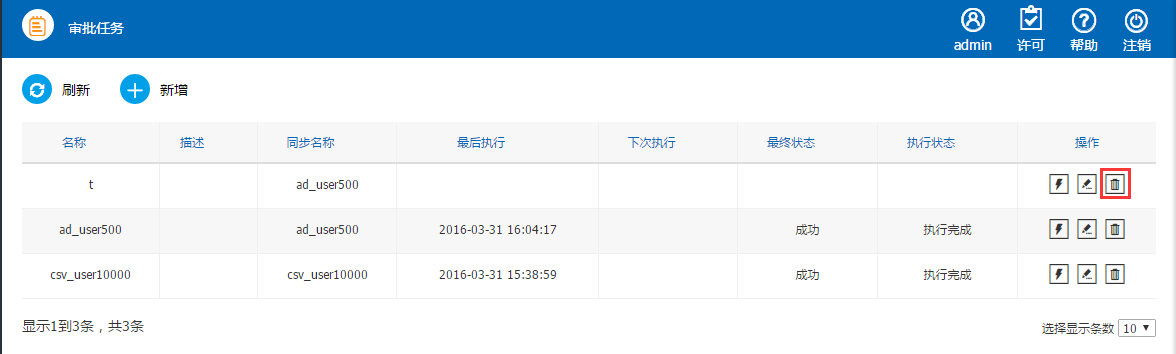 审批任务
admin 许可 帮助 注销
刷新 新增
名称 描述 同步名称 最后执行 下次执行 最终状态 执行状态 操作
t ad_user500
ad_user500 ad_user500 2016-03-31 16:04:17 成功 执行完成
csv_user10000 csv_user10000 2016-03-31 15:38:59 成功 执行完成
显示1到3条，共3条 选择显示条数 10